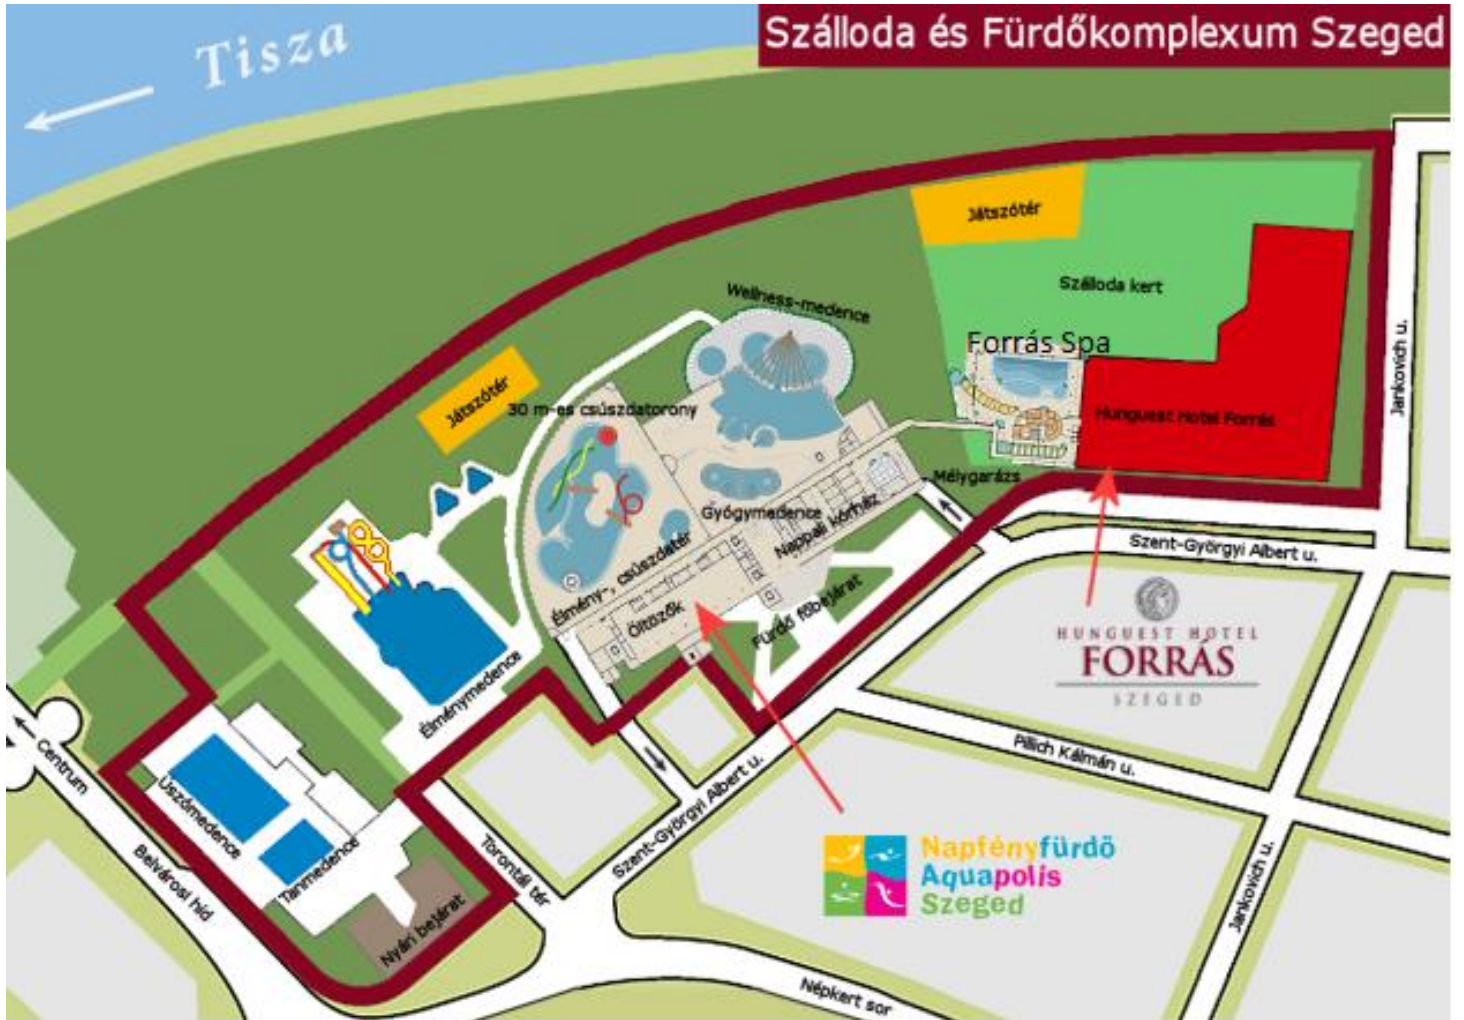 Szálloda és Fürdőkomplexum Szeged
Tisza
Játszótér
Szálloda kert
Wellness-medence
Forrás Spa
Jankovich u.
Játszótér
30 m-es csúszdatorony
Hunguest Hotel Forrás
Mélygarázs
Gyógymedence
Nappali kórház
Élmény-, csúszdatér
Öltözők
Fürdő főbejárat
Szent-Györgyi Albert u.
HUNGUEST HOTEL
FORRÁS
SZEGED
Élménymedence
Pillich Kálmán u.
Centrum
Úszómedence
Tanmedence
Belvárosi híd
Nyári bejárat
Torontál tér
Szent-Györgyi Albert u.
Napfényfürdő
Aquapolis
Szeged
Jankovich u.
Népkert sor